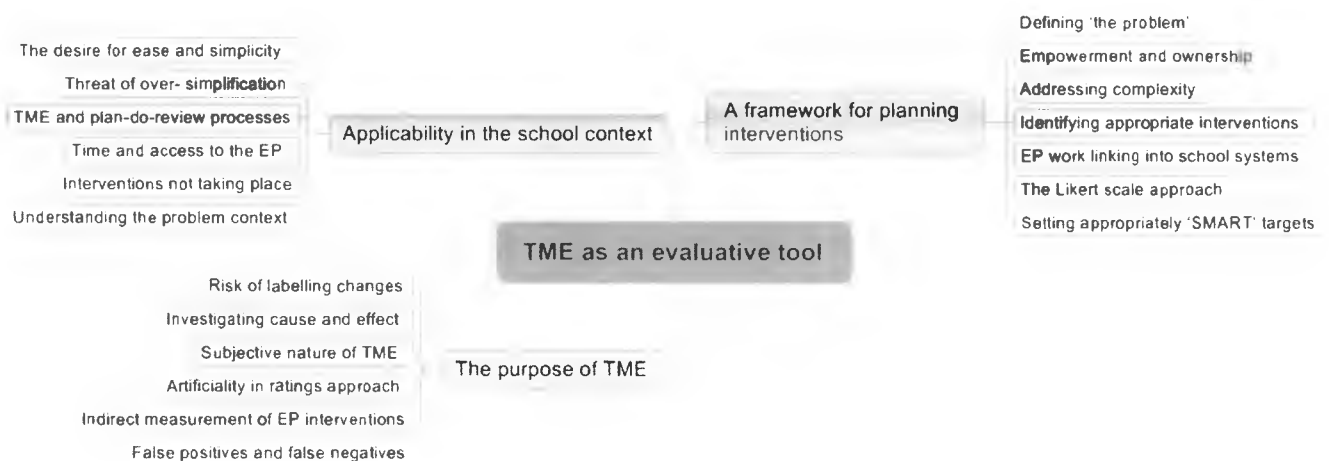 The desire for ease and simplicity
Threat of over- simplification
TME and plan-do-review processes
Time and access to the EP
Interventions not taking place
Understanding the problem context
Applicability in the school context
A framework for planning
interventions
Defining 'the problem'
Empowerment and ownership
Addressing complexity
Identifying appropriate interventions
EP work linking into school systems
The Likert scale approach
Setting appropriately 'SMART' targets
TME as an evaluative tool
Risk of labelling changes
Investigating cause and effect
Subjective nature of TME
Artificiality in ratings approach
Indirect measurement of EP interventions
False positives and false negatives
The purpose of TME